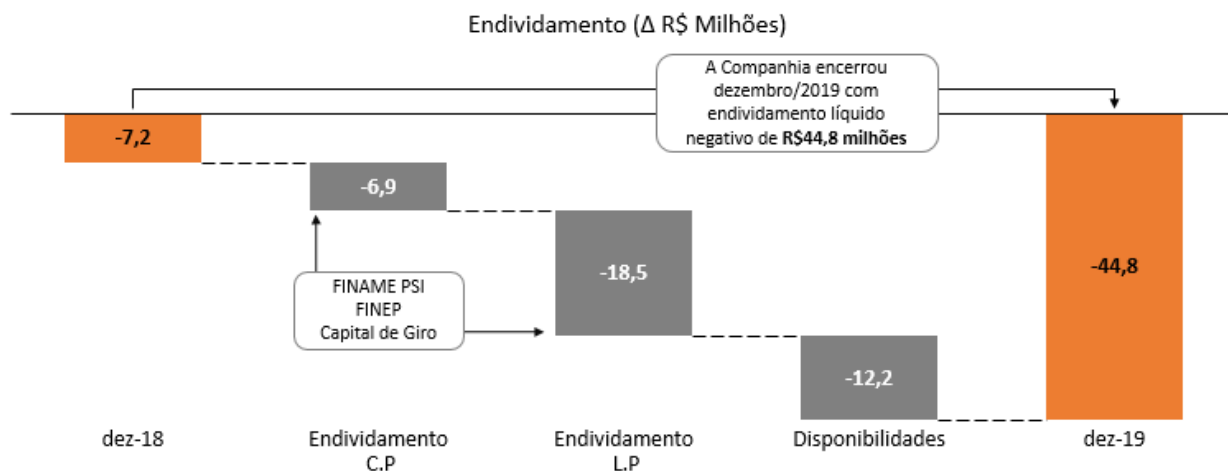 Endividamento (Δ R$ Milhões)
A Companhia encerrou
dezembro/2019 com
endividamento líquido
negativo de R$44,8 milhões
-7,2
-6,9
-18,5
-12,2
-44,8
FINAME PSI
FINEP
Capital de Giro
dez-18
Endividamento
C.P
Endividamento
L.P
Disponibilidades
dez-19